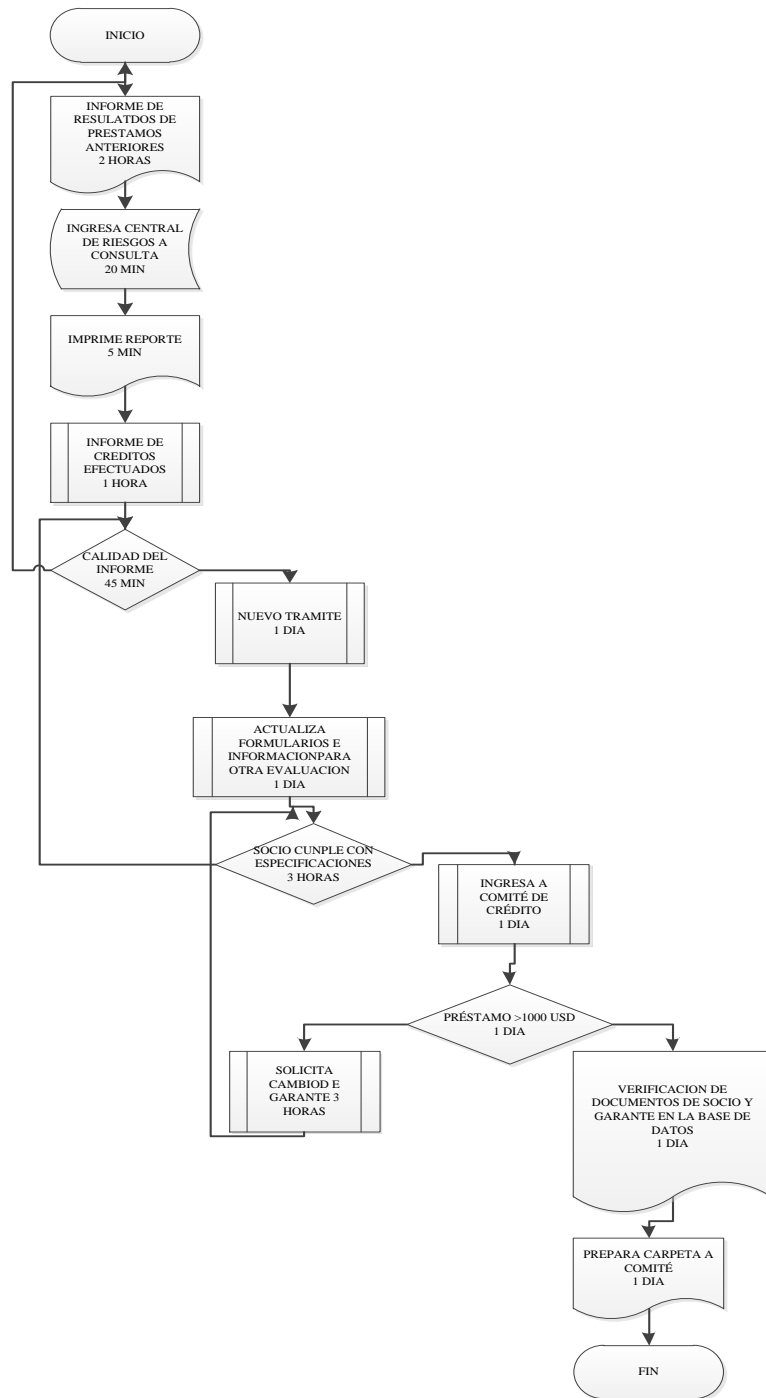 INICIO
INFORME DE
RESULATDOS DE
PRESTAMOS
ANTERIORES
2 HORAS
INGRESA CENTRAL
DE RIESGOS A
CONSULTA
20 MIN
IMPRIME REPORTE
5 MIN
INFORME DE
CREDITOS
EFECTUADOS
1 HORA
CALIDAD DEL
INFORME
45 MIN
NUEVO TRAMITE
1 DIA
ACTUALIZA
FORMULARIOS E
INFORMACIONPARA
OTRA EVALUACION
1 DIA
SOCIO CUNPLE CON
ESPECIFICACIONES
3 HORAS
INGRESA A
COMITÉ DE
CRÉDITO
1 DIA
PRÉSTAMO >1000 USD
1 DIA
SOLICITA
CAMBIOD E
GARANTE 3
HORAS
VERIFICACION DE
DOCUMENTOS DE SOCIO Y
GARANTE EN LA BASE DE
DATOS
1 DIA
PREPARA CARPETA A
COMITÉ
1 DIA
FIN